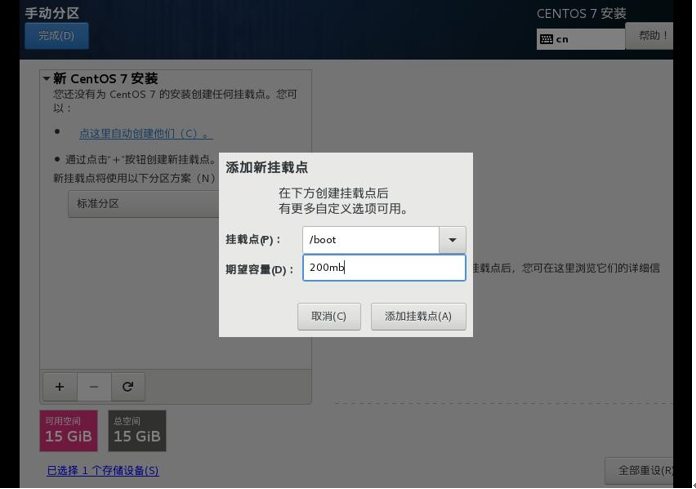 手动分区
CENTOS 7 安装
完成(D)
cn
帮助！
新 CentOS 7 安装
您还没有为 CentOS 7 的安装创建任何挂载点。您可
以：
点这里自动创建他们（C）。
通过点击“+”按钮创建新挂载点。
新挂载点将使用以下分区方案（N）
标准分区
添加新挂载点
在下方创建挂载点后
有更多自定义选项可用。
挂载点(P)： /boot
期望容量(D)： 200mb
取消(C) 添加挂载点(A)
挂载点后，您可在这里浏览它们的详细信
+ −
可用空间 总空间
15 GiB 15 GiB
已选择 1 个存储设备(S)
全部重设(R)